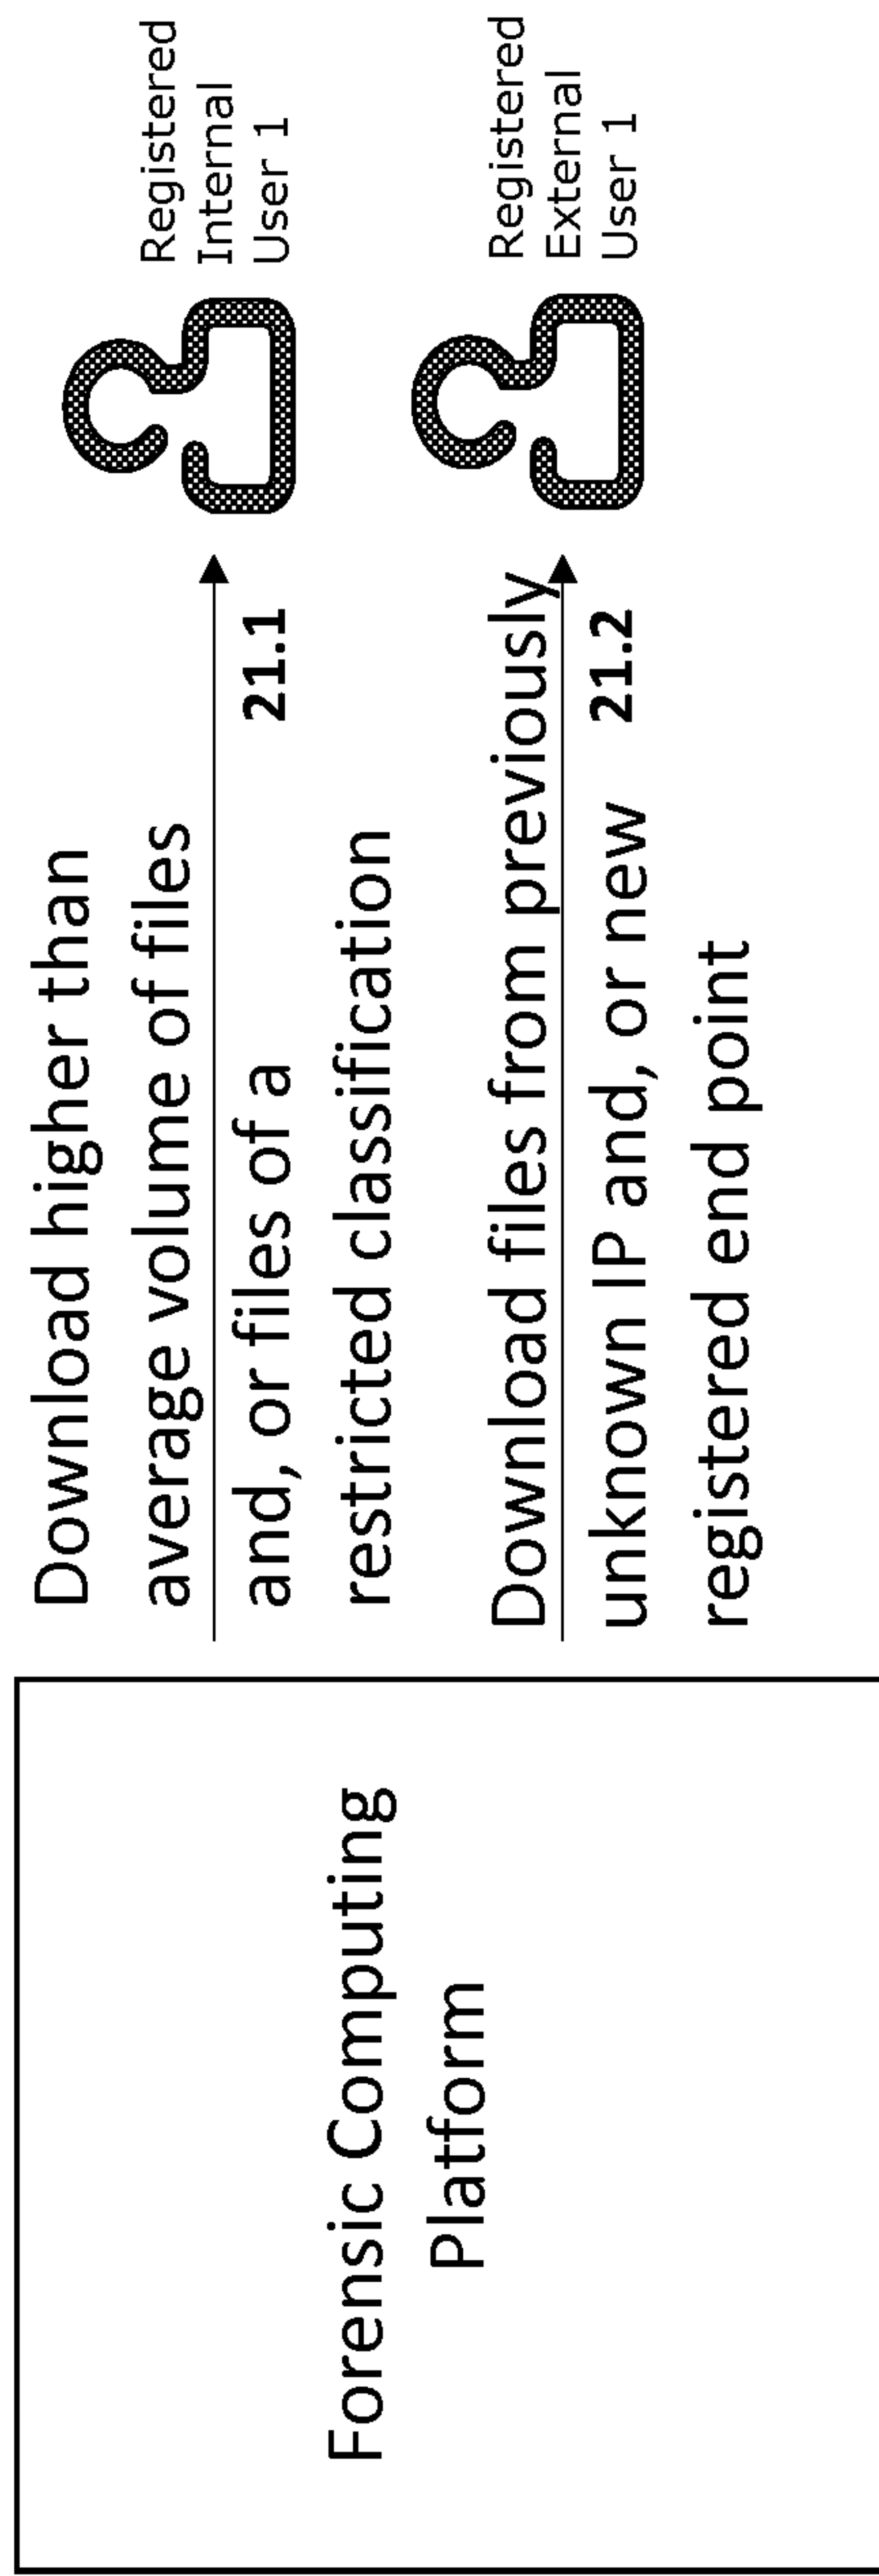 Forensic Computing
Platform
Download higher than
average volume of files
and, or files of a
restricted classification
21.1
Registered
Internal
User 1
Download files from previously
unknown IP and, or new
registered end point
21.2
Registered
External
User 1